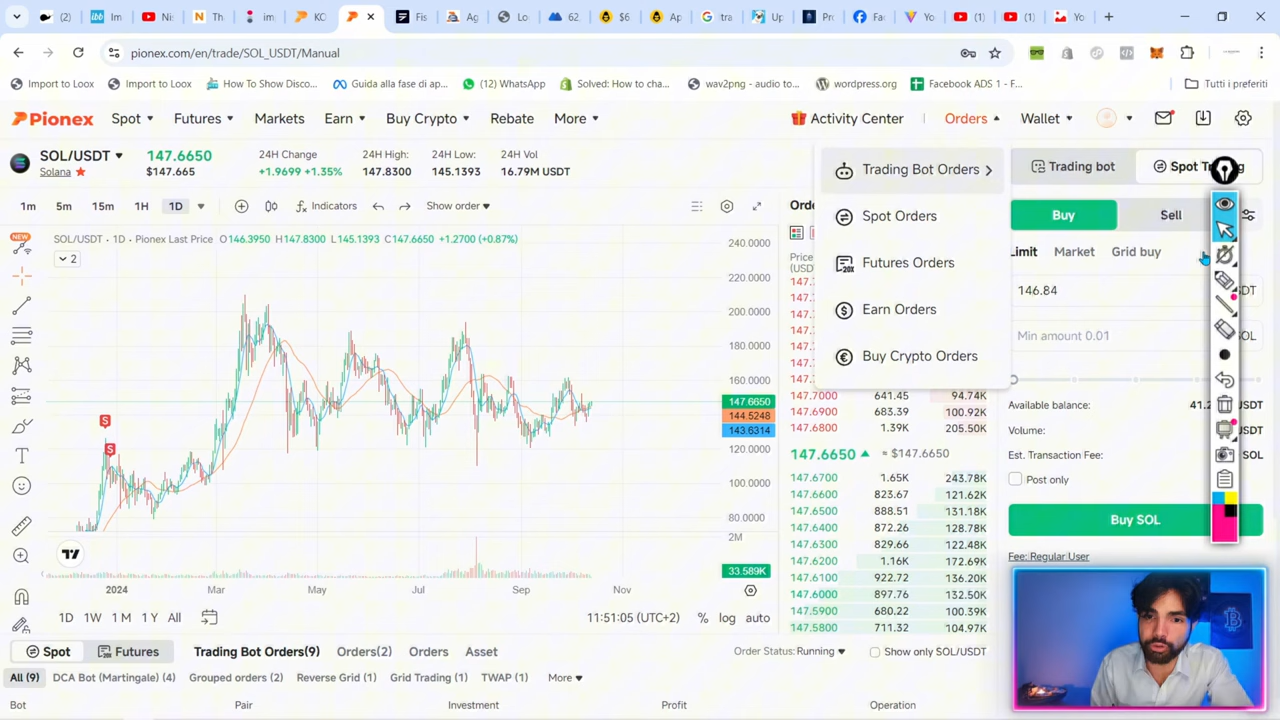 (2)
ibb
Im
Nis
N
Th
im
KO
Fis
Ag
Lo
62.
$6
Ap
tra
Up
Pr
Fa
Yo
(1)
(1)
Yo
pionex.com/en/trade/SOL_USDT/Manual
Import to Loox
Import to Loox
How To Show Disco...
Guida alla fase di ap...
(12) WhatsApp
Solved: How to cha...
wav2png - audio to...
wordpress.org
Facebook ADS 1 - F...
Tutti i preferiti
Pionex
Spot
Futures
Markets
Earn
Buy Crypto
Rebate
More
Activity Center
Orders
Wallet
SOL/USDT
Solana
147.6650
$147.665
24H Change
+1.9699 +1.35%
24H High:
147.8300
24H Low:
145.1393
24H Vol
16.79M USDT
Trading Bot Orders
Spot Orders
Futures Orders
Earn Orders
Buy Crypto Orders
Trading bot
Buy
Sell
1m
5m
15m
1H
1D
Indicators
Show order
NEW
SOL/USDT · 1D · Pionex Last Price O146.3950 H147.8300 L145.1393 C147.6650 +1.2700 (+0.87%)
2
240.0000
220.0000
200.0000
180.0000
160.0000
147.6650
144.5248
143.6314
120.0000
100.0000
80.0000
2M
33.589K
S
S
2024
Mar
May
Jul
Sep
Nov
1D
1W
1 M
1 Y
All
11:51:05 (UTC+2)
%
log
auto
Price
147.7000 641.45 94.74K
147.6900 683.39 100.92K
147.6800 1.39K 205.50K
147.6650 ≈ $147.6650
147.6700 1.65K 243.78K
147.6600 823.67 121.62K
147.6500 888.51 131.18K
147.6400 872.26 128.78K
147.6300 829.66 122.48K
147.6200 1.16K 172.69K
147.6100 922.72 136.20K
147.6000 897.76 132.50K
147.5900 680.22 100.39K
147.5800 711.32 104.97K
Limit
Market
Grid buy
146.84
Min amount 0.01
Available balance:
41.2
Volume:
Est. Transaction Fee:
SOL
Post only
Buy SOL
Fee: Regular User
Spot
Futures
Trading Bot Orders(9)
Orders(2)
Orders
Asset
Order Status: Running
Show only SOL/USDT
All (9)
DCA Bot (Martingale) (4)
Grouped orders (2)
Reverse Grid (1)
Grid Trading (1)
TWAP (1)
More
Bot
Pair
Investment
Profit
Operation